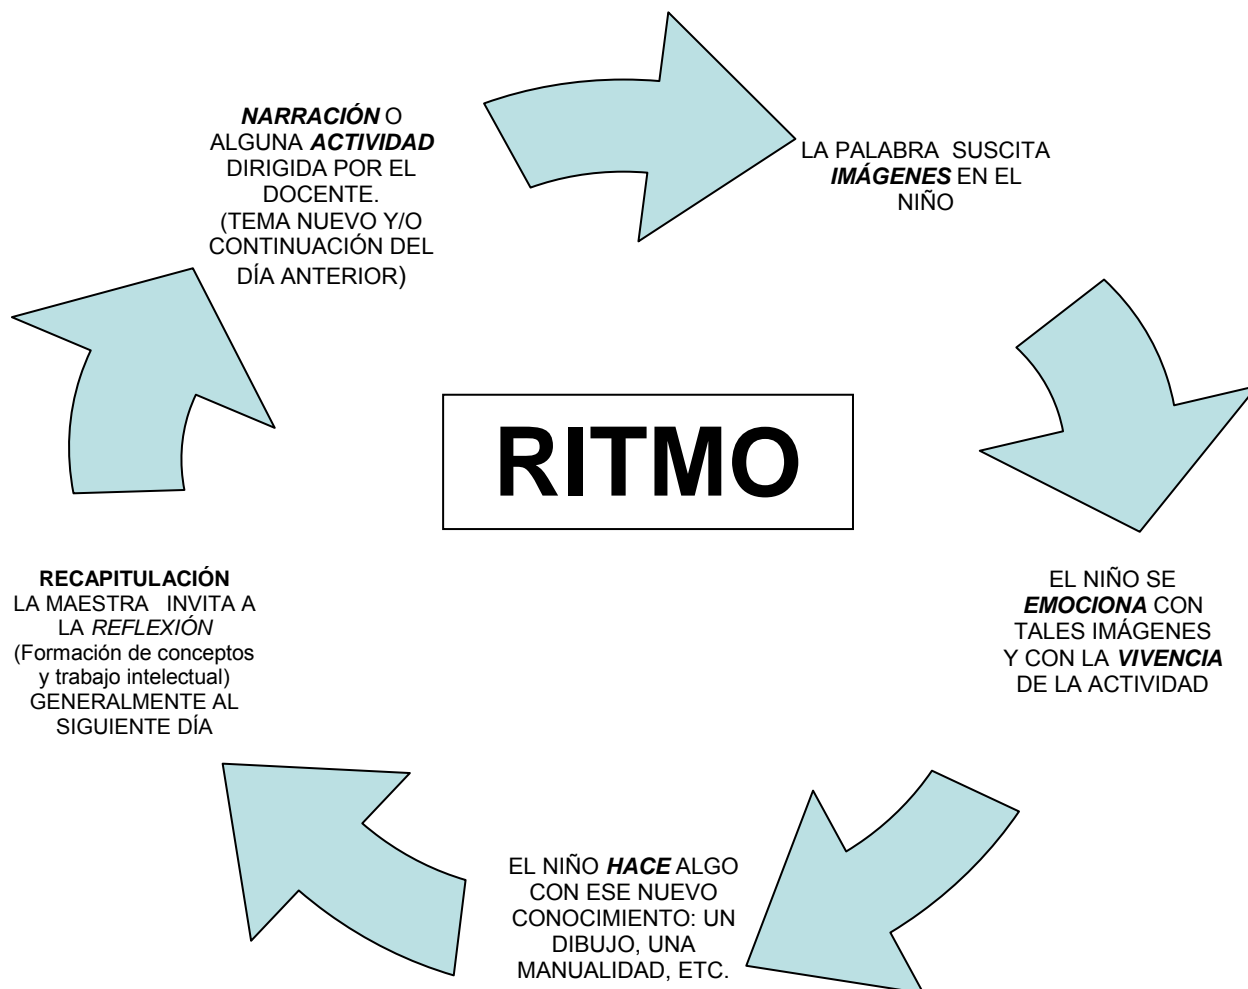 NARRACIÓN O
ALGUNA ACTIVIDAD
DIRIGIDA POR EL
DOCENTE.
(TEMA NUEVO Y/O
CONTINUACIÓN DEL
DÍA ANTERIOR)
LA PALABRA SUSCITA
IMÁGENES EN EL
NIÑO
RITMO
EL NIÑO SE
EMOCIONA CON
TALES IMÁGENES
Y CON LA VIVENCIA
DE LA ACTIVIDAD
EL NIÑO HACE ALGO
CON ESE NUEVO
CONOCIMIENTO: UN
DIBUJO, UNA
MANUALIDAD, ETC.
RECAPITULACIÓN
LA MAESTRA INVITA A
LA REFLEXIÓN
(Formación de conceptos
y trabajo intelectual)
GENERALMENTE AL
SIGUIENTE DÍA